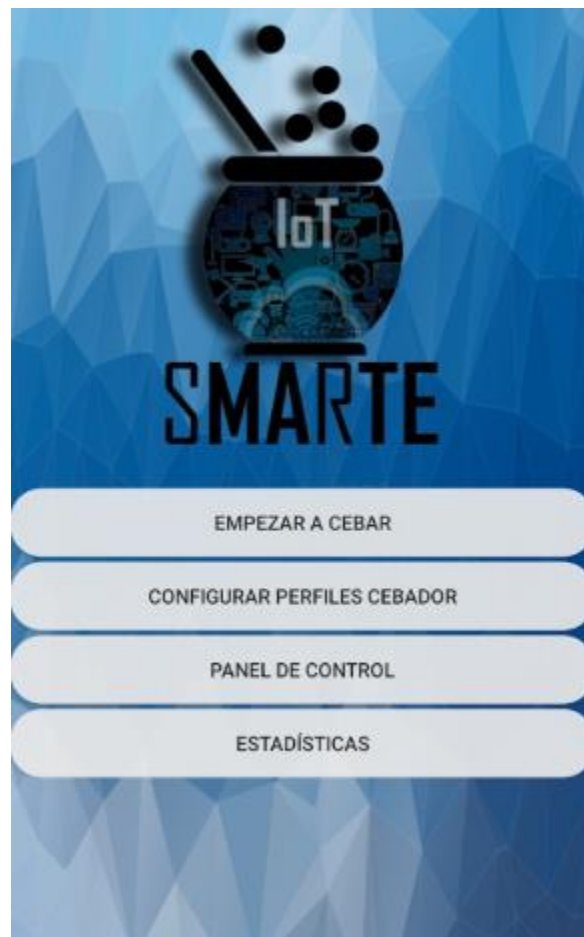 IoT
SMARTE
EMPEZAR A CEBAR
CONFIGURAR PERFILES CEBADOR
PANEL DE CONTROL
ESTADÍSTICAS